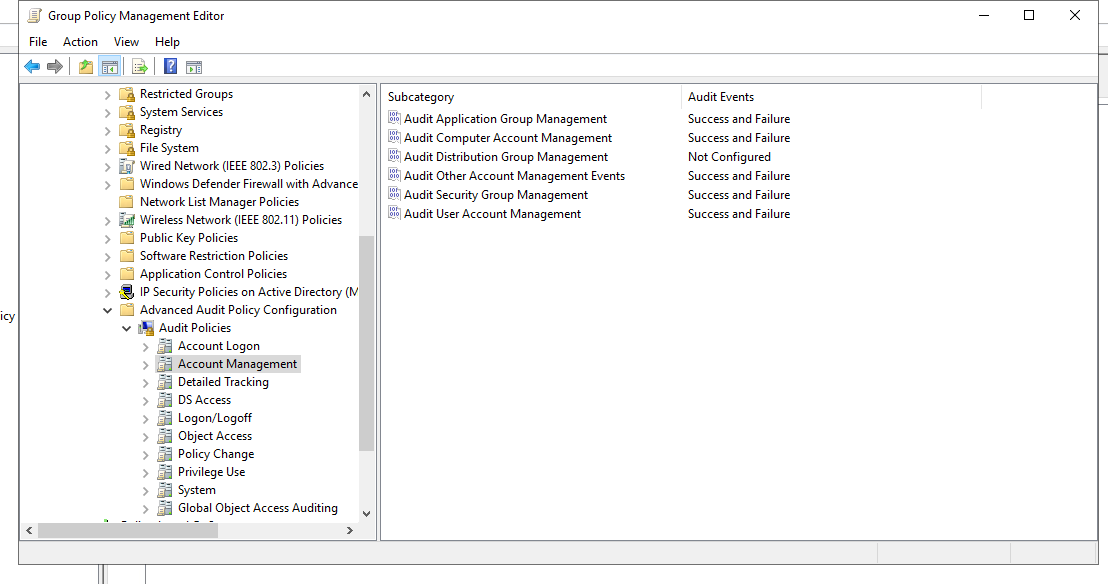 Group Policy Management Editor
File Action View Help
Restricted Groups
System Services
Registry
File System
Wired Network (IEEE 802.3) Policies
Windows Defender Firewall with Advance
Network List Manager Policies
Wireless Network (IEEE 802.11) Policies
Public Key Policies
Software Restriction Policies
Application Control Policies
IP Security Policies on Active Directory (M
Advanced Audit Policy Configuration
Audit Policies
Account Logon
Account Management
Detailed Tracking
DS Access
Logon/Logoff
Object Access
Policy Change
Privilege Use
System
Global Object Access Auditing
Subcategory Audit Events
Audit Application Group Management Success and Failure
Audit Computer Account Management Success and Failure
Audit Distribution Group Management Not Configured
Audit Other Account Management Events Success and Failure
Audit Security Group Management Success and Failure
Audit User Account Management Success and Failure
icy